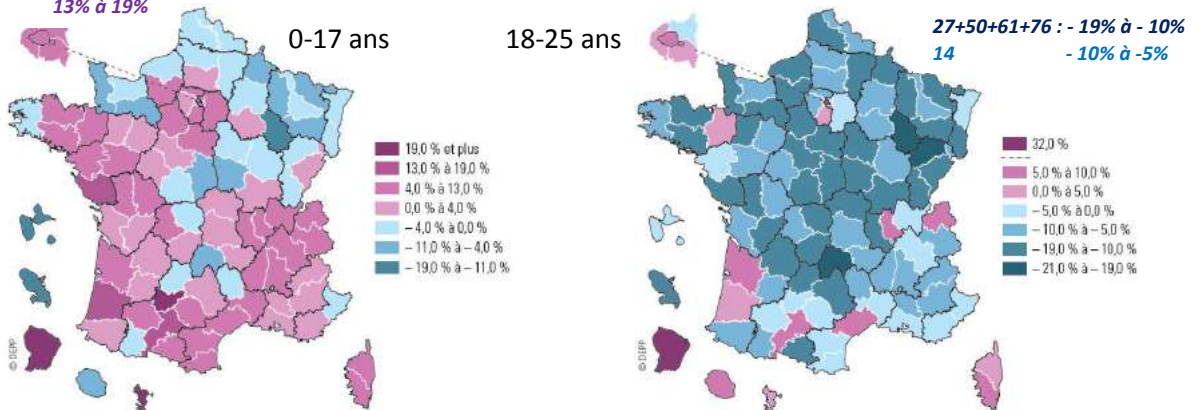 13% à 19%
0-17 ans
18-25 ans
27+50+61+76 : - 19% à - 10%
14 - 10% à -5%
19,0 % et plus
13,0 % à 19,0 %
4,0 % à 13,0 %
0,0 % à 4,0 %
– 4,0 % à 0,0 %
– 11,0 % à – 4,0 %
– 19,0 % à – 11,0 %
© DEPP
32,0 %
5,0 % à 10,0 %
0,0 % à 5,0 %
– 5,0 % à 0,0 %
– 10,0 % à – 5,0 %
– 19,0 % à – 10,0 %
– 21,0 % à – 19,0 %
© DEPP